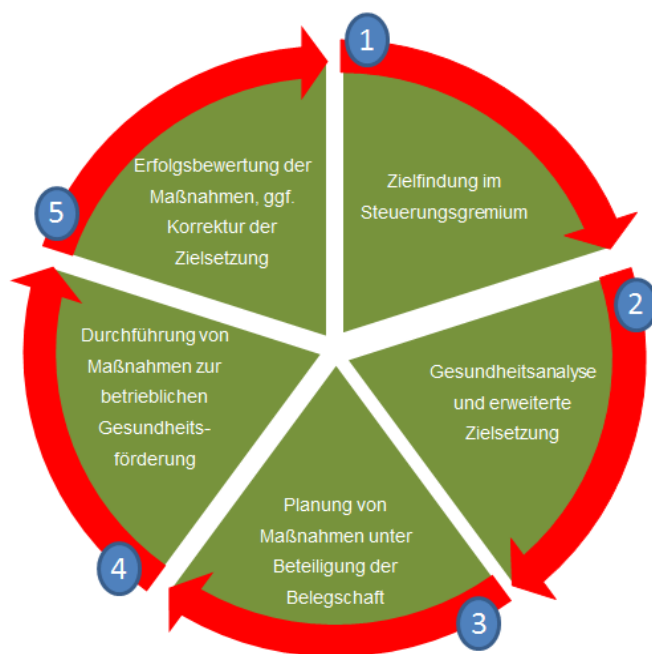 1
Zielfindung im
Steuerungsgremium
2
Gesundheitsanalyse
und erweiterte
Zielsetzung
3
Planung von
Maßnahmen unter
Beteiligung der
Belegschaft
4
Durchführung von
Maßnahmen zur
betrieblichen
Gesundheits-
förderung
5
Erfolgsbewertung der
Maßnahmen, ggf.
Korrektur der
Zielsetzung